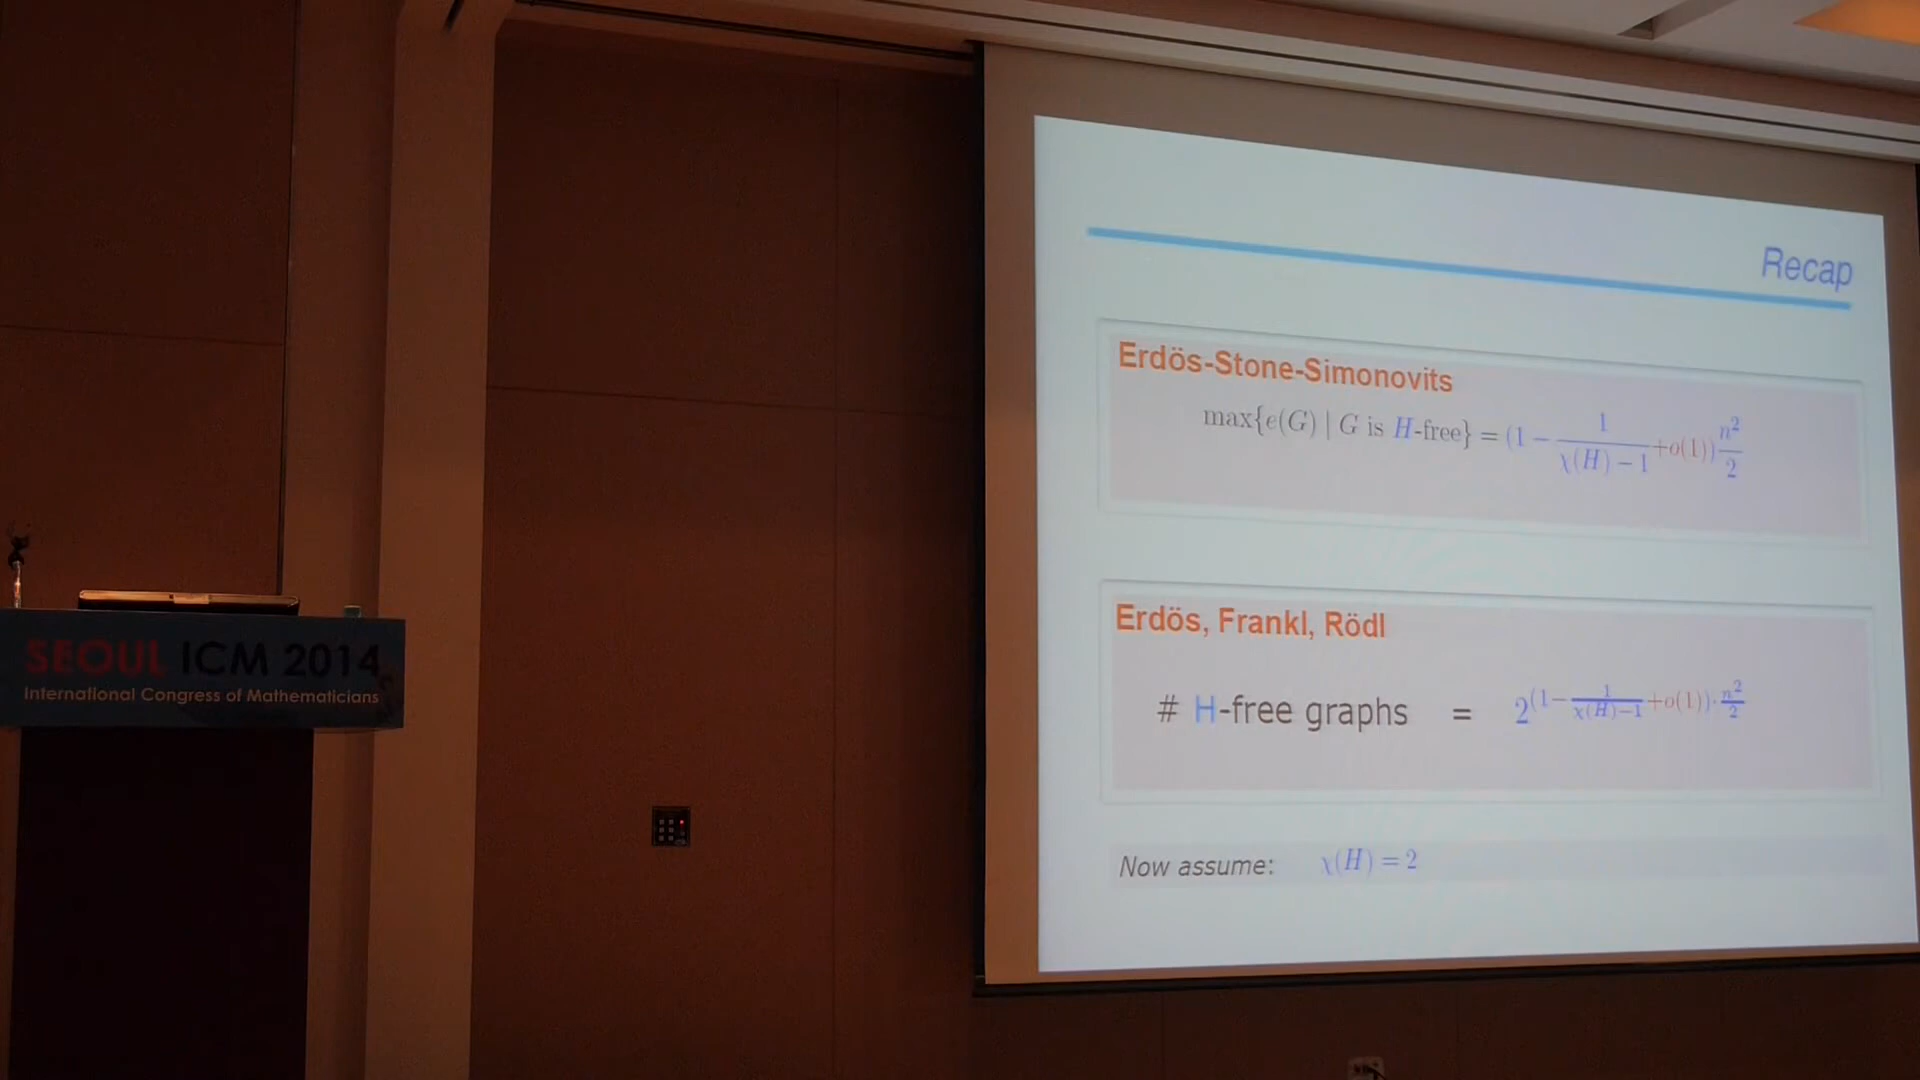 SEOUL ICM 2014
International Congress of Mathematicians
Recap
Erdös-Stone-Simonovits
max{e(G) | G is H-free} = (1 − 1/(χ(H) − 1) + o(1)) n²/2
Erdös, Frankl, Rödl
# H-free graphs = 2^((1 − 1/(χ(H)−1) + o(1))·n²/2)
Now assume: χ(H) = 2